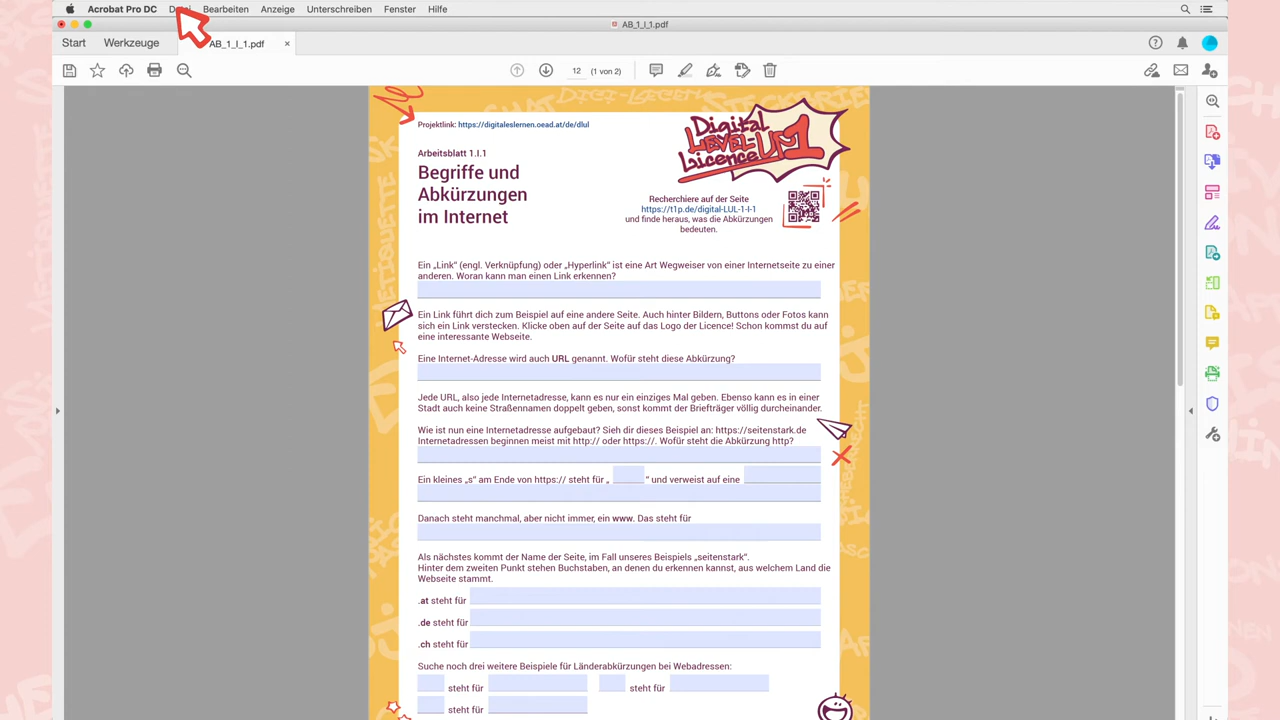 Acrobat Pro DC Bearbeiten Anzeige Unterschreiben Fenster Hilfe
AB_1_I_1.pdf
Start Werkzeuge AB_1_I_1.pdf ×
12 (1 von 2)
Projektlink: https://digitaleslernen.oead.at/de/dlul
Digital
LEVEL-UP 1
Licence
Arbeitsblatt 1.I.1
Begriffe und
Abkürzungen
im Internet
Recherchiere auf der Seite
https://t1p.de/digital-LUL-1-I-1
und finde heraus, was die Abkürzungen
bedeuten.
Ein „Link“ (engl. Verknüpfung) oder „Hyperlink“ ist eine Art Wegweiser von einer Internetseite zu einer
anderen. Woran kann man einen Link erkennen?
Ein Link führt dich zum Beispiel auf eine andere Seite. Auch hinter Bildern, Buttons oder Fotos kann
sich ein Link verstecken. Klicke oben auf der Seite auf das Logo der Licence! Schon kommst du auf
eine interessante Webseite.
Eine Internet-Adresse wird auch URL genannt. Wofür steht diese Abkürzung?
Jede URL, also jede Internetadresse, kann es nur ein einziges Mal geben. Ebenso kann es in einer
Stadt auch keine Straßennamen doppelt geben, sonst kommt der Briefträger völlig durcheinander.
Wie ist nun eine Internetadresse aufgebaut? Sieh dir dieses Beispiel an: https://seitenstark.de
Internetadressen beginnen meist mit http:// oder https://. Wofür steht die Abkürzung http?
Ein kleines „s“ am Ende von https:// steht für „ “ und verweist auf eine
Danach steht manchmal, aber nicht immer, ein www. Das steht für
Als nächstes kommt der Name der Seite, im Fall unseres Beispiels „seitenstark“.
Hinter dem zweiten Punkt stehen Buchstaben, an denen du erkennen kannst, aus welchem Land die
Webseite stammt.
.at steht für
.de steht für
.ch steht für
Suche noch drei weitere Beispiele für Länderabkürzungen bei Webadressen:
steht für steht für
steht für